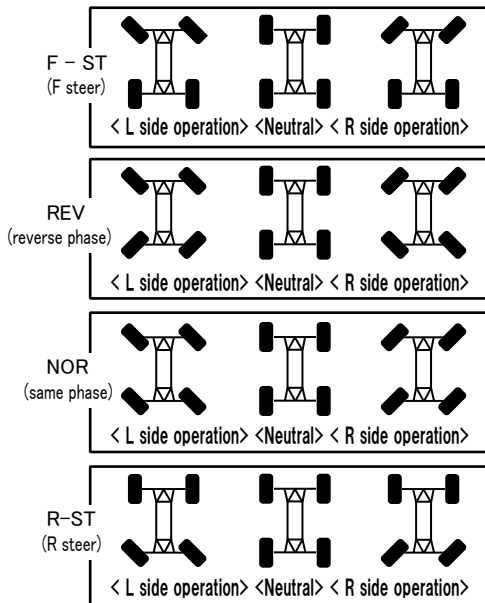 F - ST
(F steer)
< L side operation> <Neutral> < R side operation>
REV
(reverse phase)
< L side operation> <Neutral> < R side operation>
NOR
(same phase)
< L side operation> <Neutral> < R side operation>
R-ST
(R steer)
< L side operation> <Neutral> < R side operation>